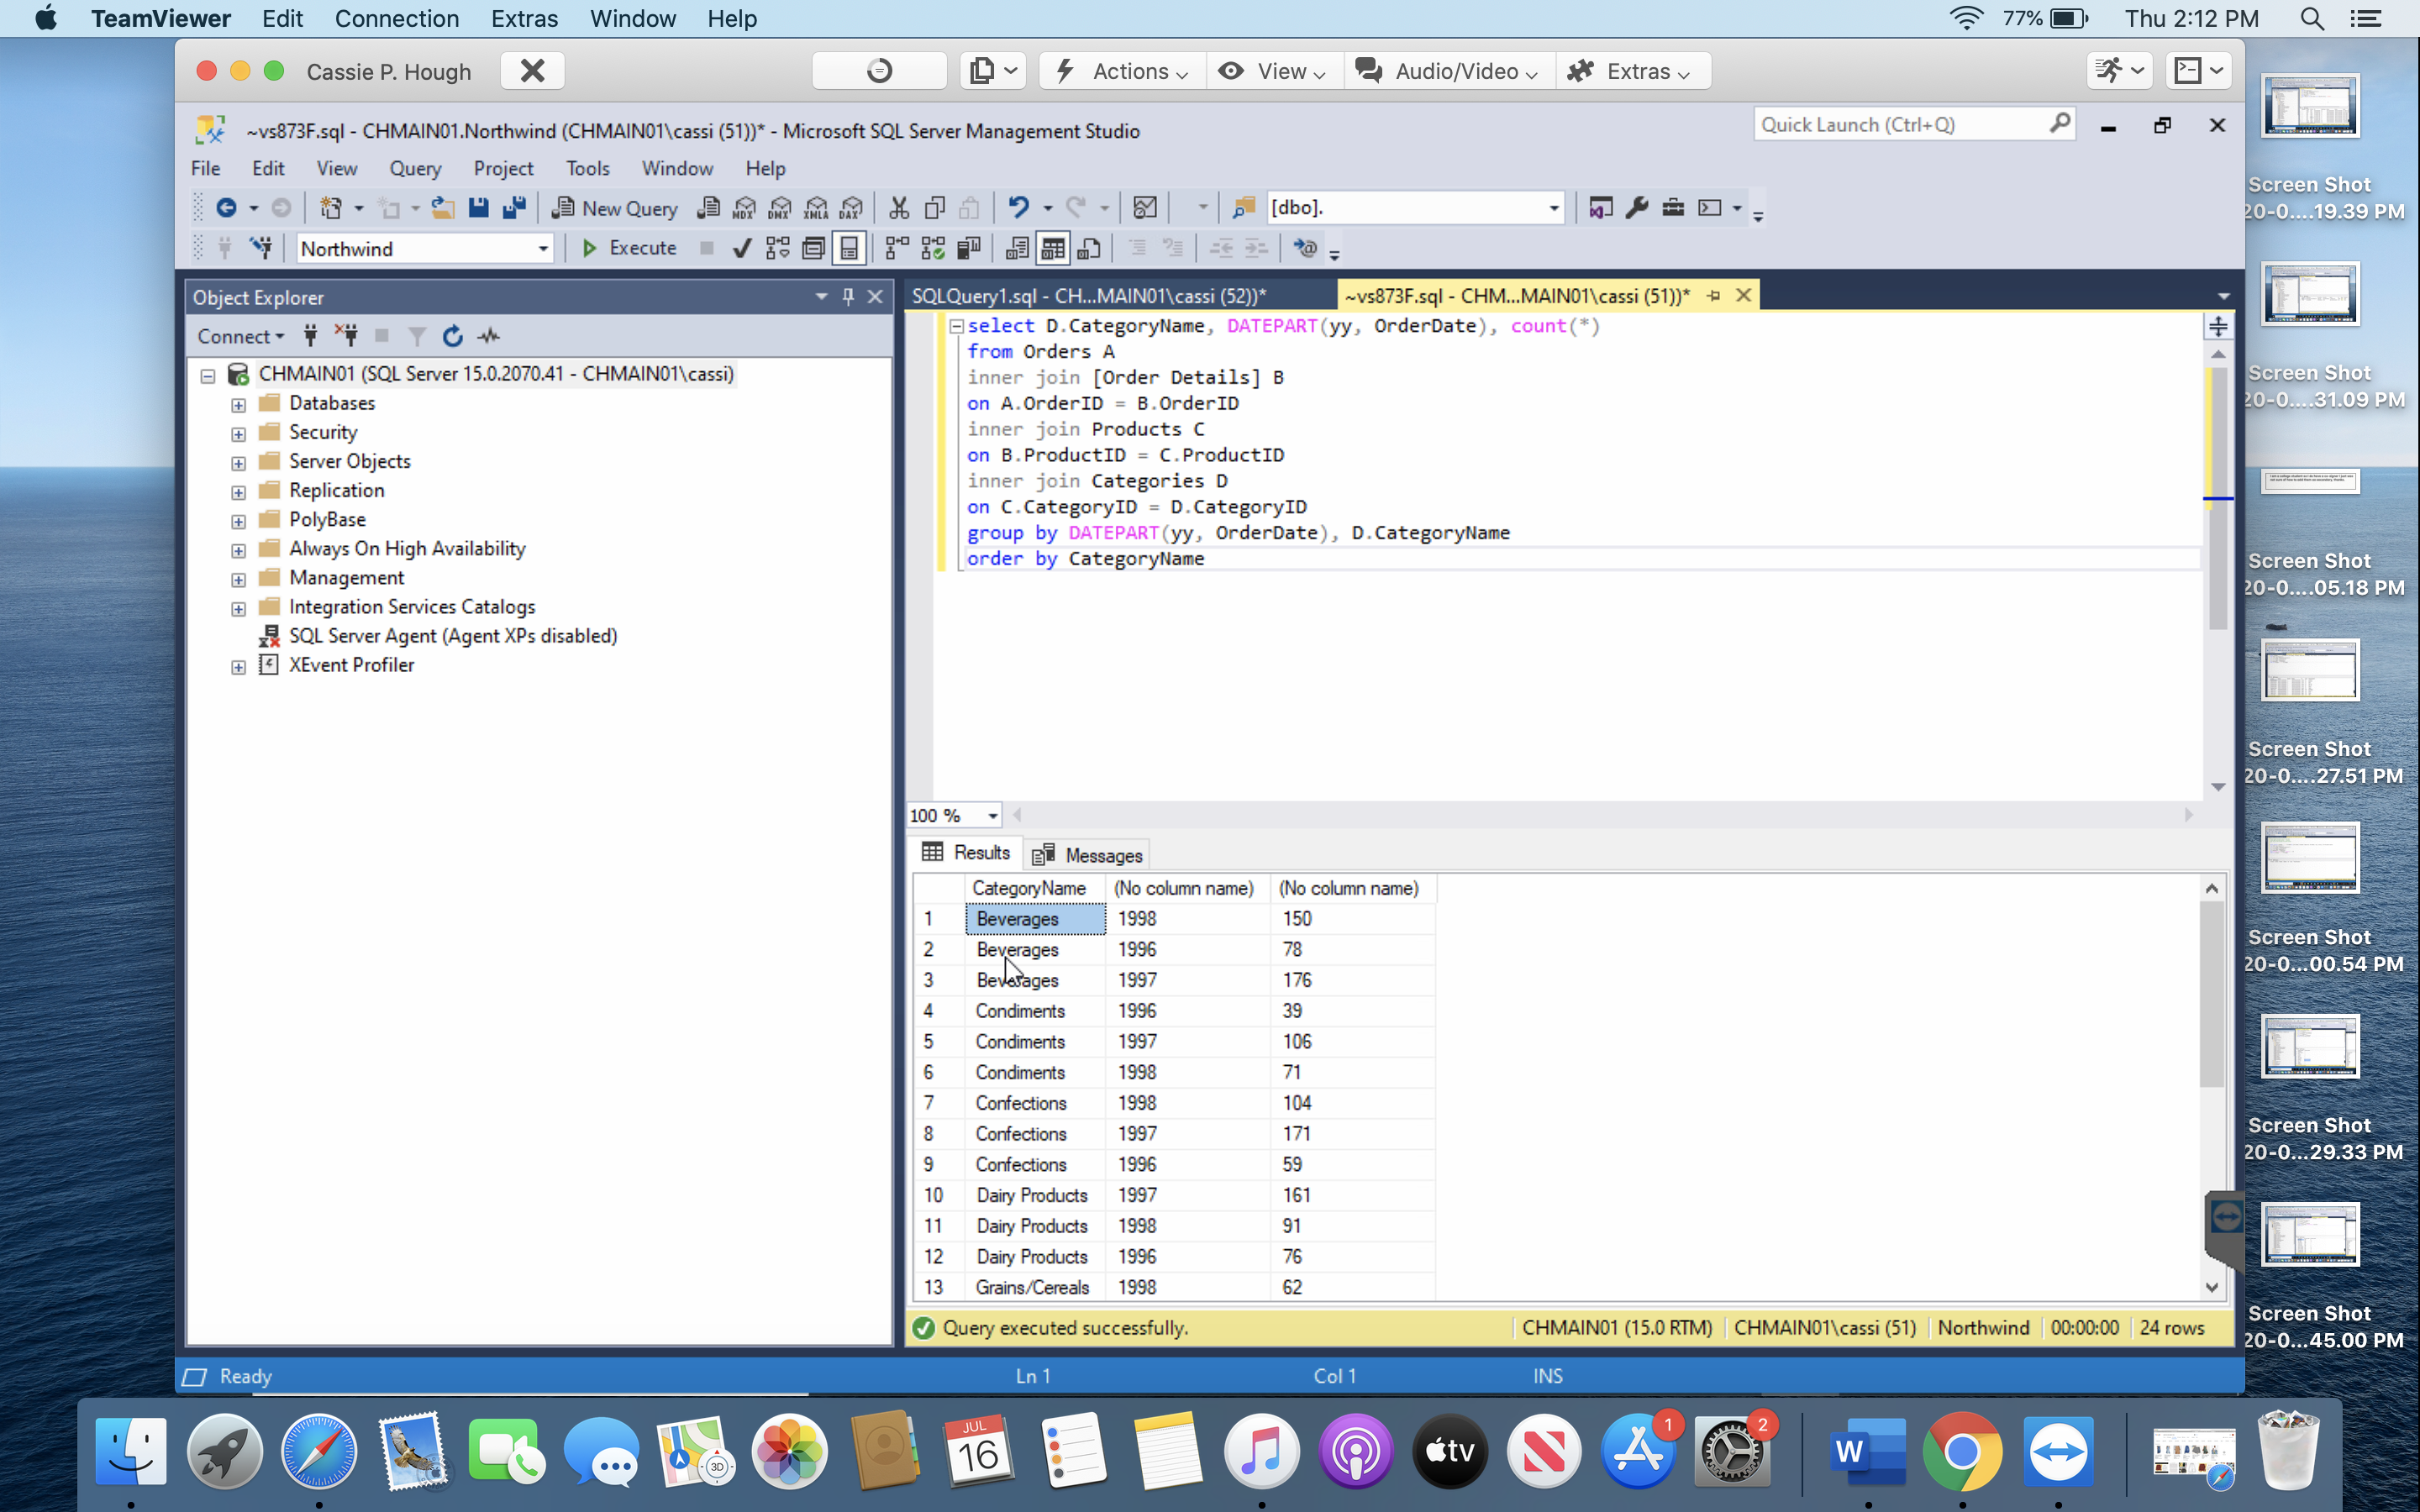 TeamViewer Edit Connection Extras Window Help 77% Thu 2:12 PM
Cassie P. Hough Actions View Audio/Video Extras
~vs873F.sql - CHMAIN01.Northwind (CHMAIN01\cassi (51))* - Microsoft SQL Server Management Studio Quick Launch (Ctrl+Q)
File Edit View Query Project Tools Window Help
New Query MDX DMX XMLA DAX [dbo].
Northwind Execute
Object Explorer
Connect
CHMAIN01 (SQL Server 15.0.2070.41 - CHMAIN01\cassi)
Databases
Security
Server Objects
Replication
PolyBase
Always On High Availability
Management
Integration Services Catalogs
SQL Server Agent (Agent XPs disabled)
XEvent Profiler
SQLQuery1.sql - CH...MAIN01\cassi (52))* ~vs873F.sql - CHM...MAIN01\cassi (51))*
select D.CategoryName, DATEPART(yy, OrderDate), count(*)
from Orders A
inner join [Order Details] B
on A.OrderID = B.OrderID
inner join Products C
on B.ProductID = C.ProductID
inner join Categories D
on C.CategoryID = D.CategoryID
group by DATEPART(yy, OrderDate), D.CategoryName
order by CategoryName
100 %
Results Messages
CategoryName (No column name) (No column name)
1 Beverages 1998 150
2 Beverages 1996 78
3 Beverages 1997 176
4 Condiments 1996 39
5 Condiments 1997 106
6 Condiments 1998 71
7 Confections 1998 104
8 Confections 1997 171
9 Confections 1996 59
10 Dairy Products 1997 161
11 Dairy Products 1998 91
12 Dairy Products 1996 76
13 Grains/Cereals 1998 62
Query executed successfully. CHMAIN01 (15.0 RTM) CHMAIN01\cassi (51) Northwind 00:00:00 24 rows
Ready Ln 1 Col 1 INS
Screen Shot
20-0....19.39 PM
Screen Shot
20-0....31.09 PM
Screen Shot
20-0....05.18 PM
Screen Shot
20-0....27.51 PM
Screen Shot
20-0...00.54 PM
Screen Shot
20-0...29.33 PM
Screen Shot
20-0...45.00 PM
3D
JUL
16
tv
1
2
W